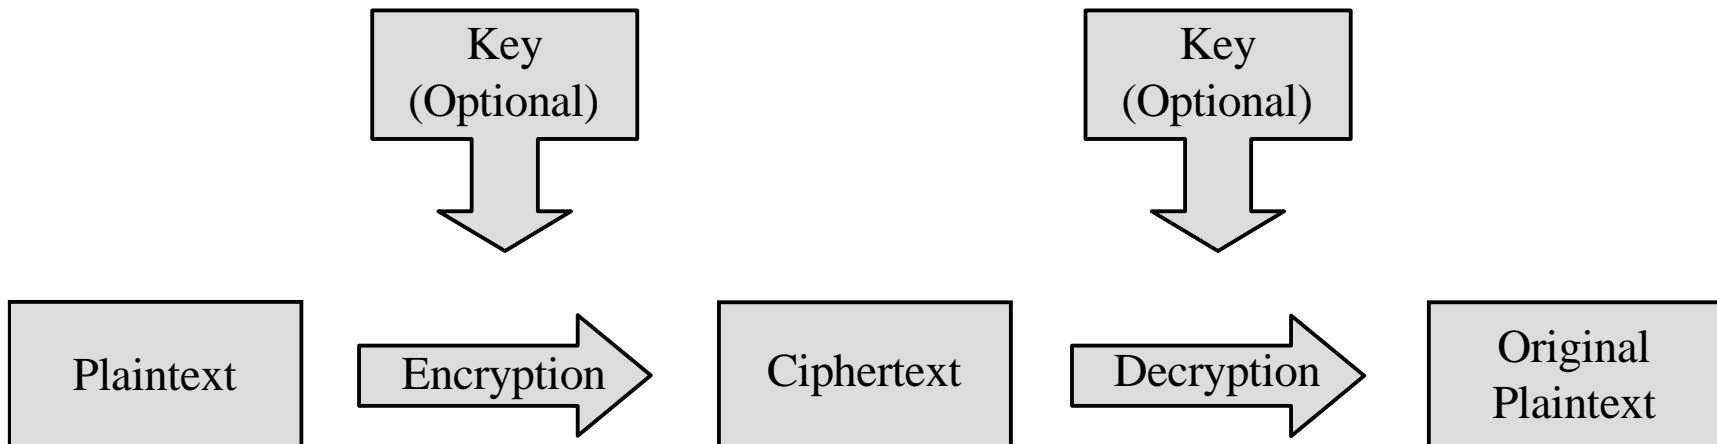 Key
(Optional)
Key
(Optional)
Plaintext
Encryption
Ciphertext
Decryption
Original
Plaintext